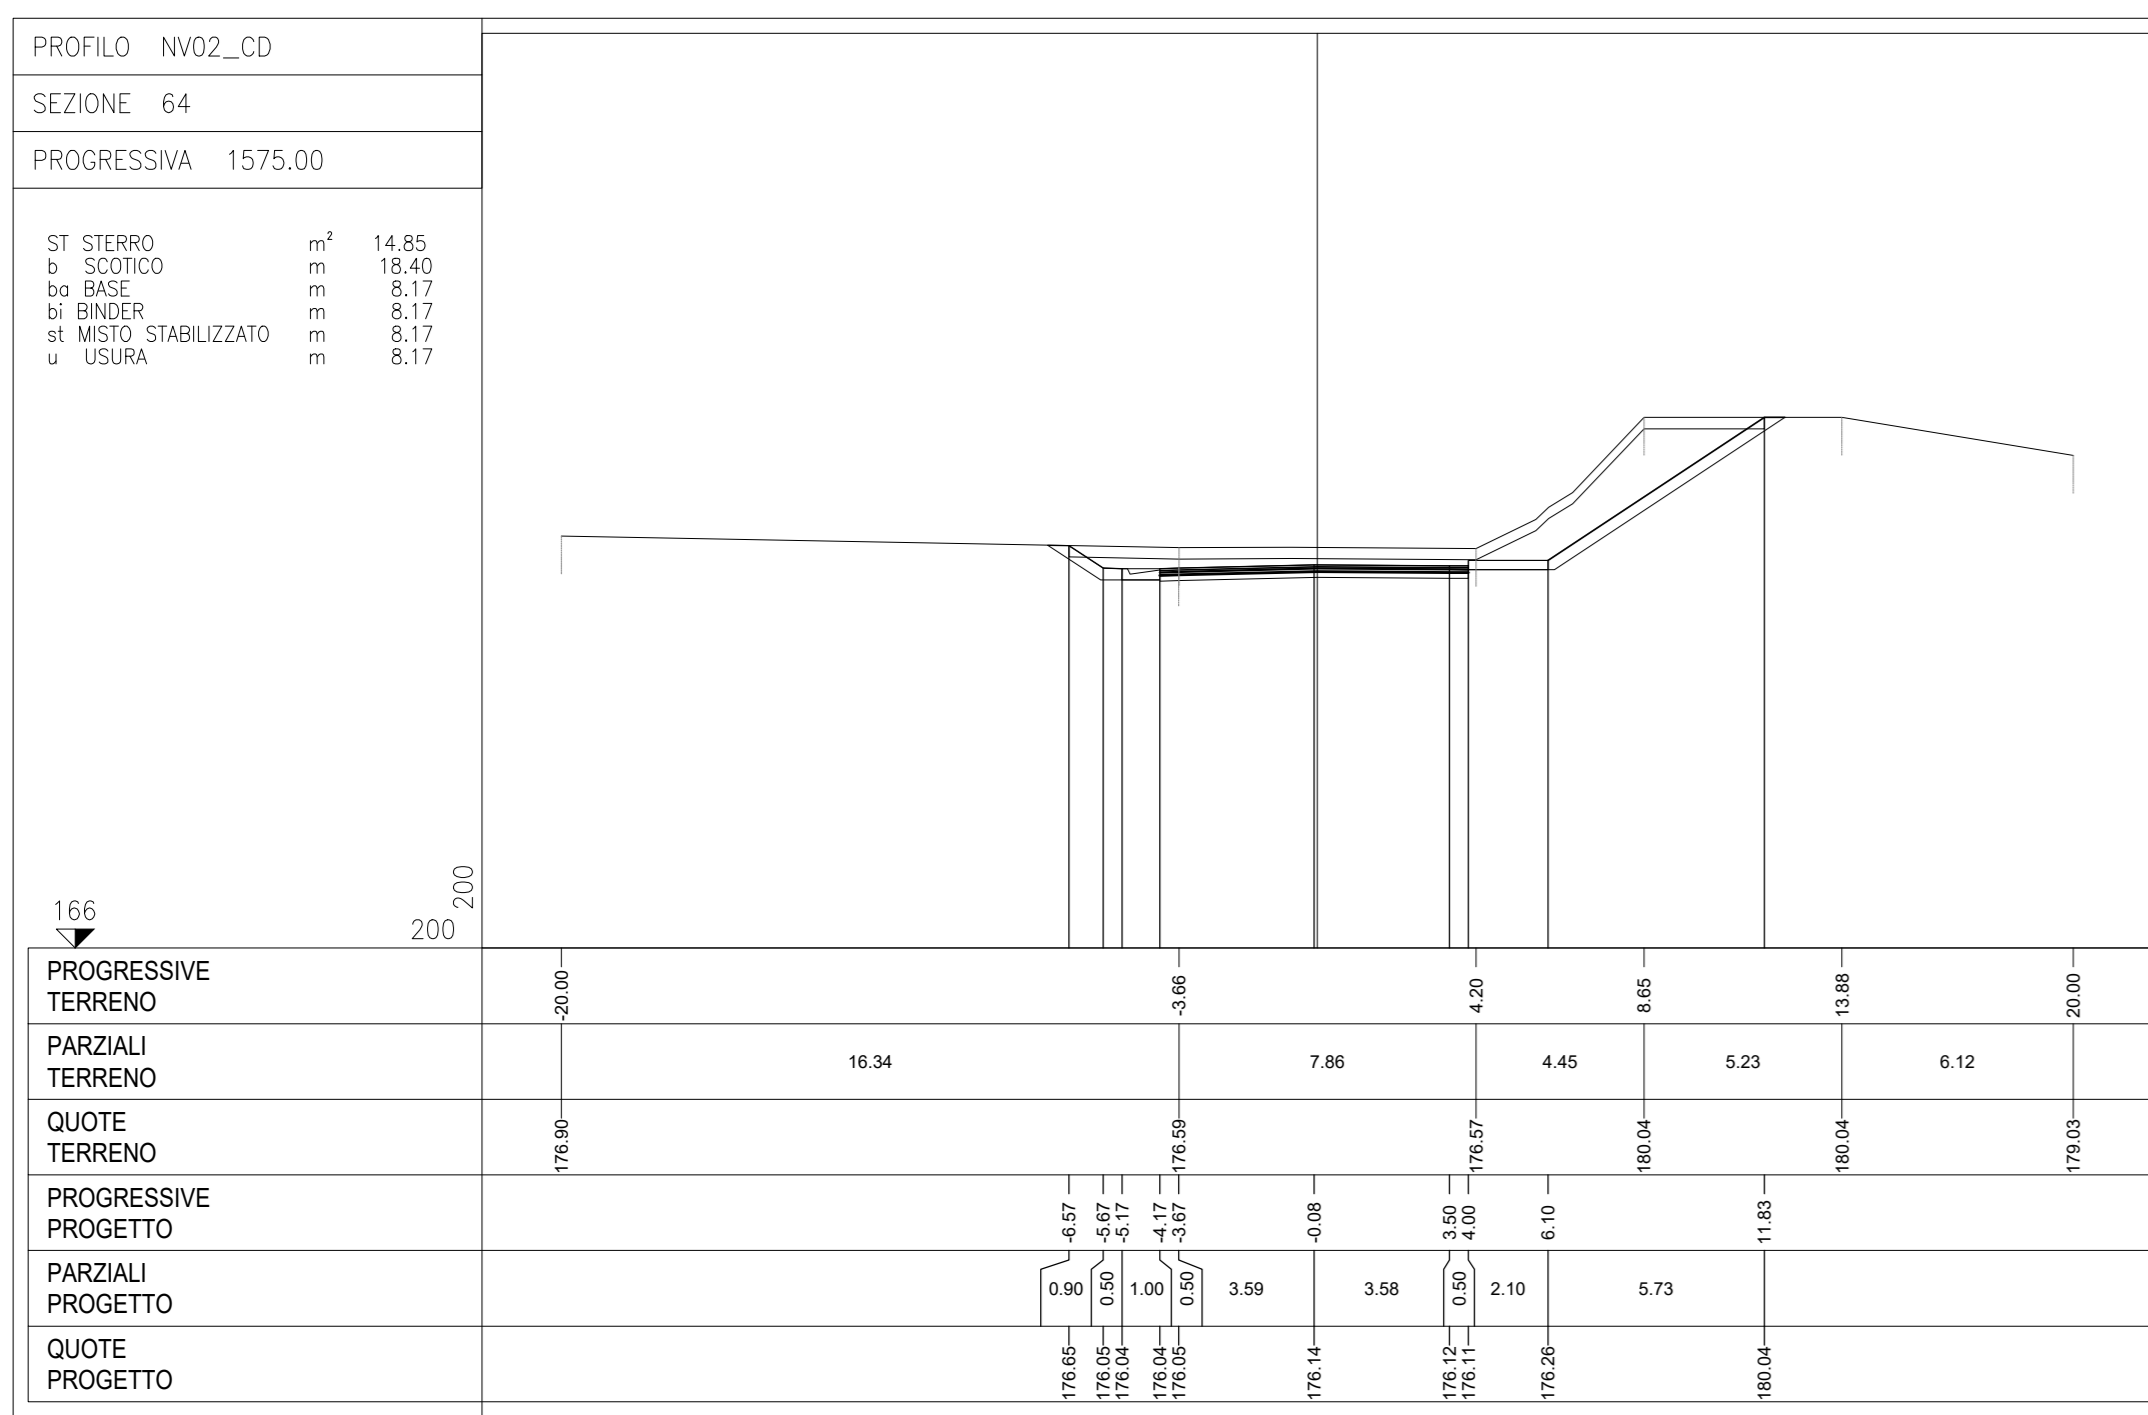 PROFILO NV02_CD
SEZIONE 64
PROGRESSIVA 1575.00
ST STERRO m² 14.85
b SCOTICO m 18.40
ba BASE m 8.17
bi BINDER m 8.17
st MISTO STABILIZZATO m 8.17
u USURA m 8.17
200
166
200
PROGRESSIVE
TERRENO
-20.00 -3.66 4.20 8.65 13.88 20.00
PARZIALI
TERRENO
16.34 7.86 4.45 5.23 6.12
QUOTE
TERRENO
176.90 176.59 176.57 180.04 180.04 179.03
PROGRESSIVE
PROGETTO
-6.57 -5.67 -5.17 -4.17 -3.67 -0.08 3.50 4.00 6.10 11.83
PARZIALI
PROGETTO
0.90 0.50 1.00 0.50 3.59 3.58 0.50 2.10 5.73
QUOTE
PROGETTO
176.65 176.05 176.04 176.04 176.05 176.14 176.12 176.11 176.26 180.04